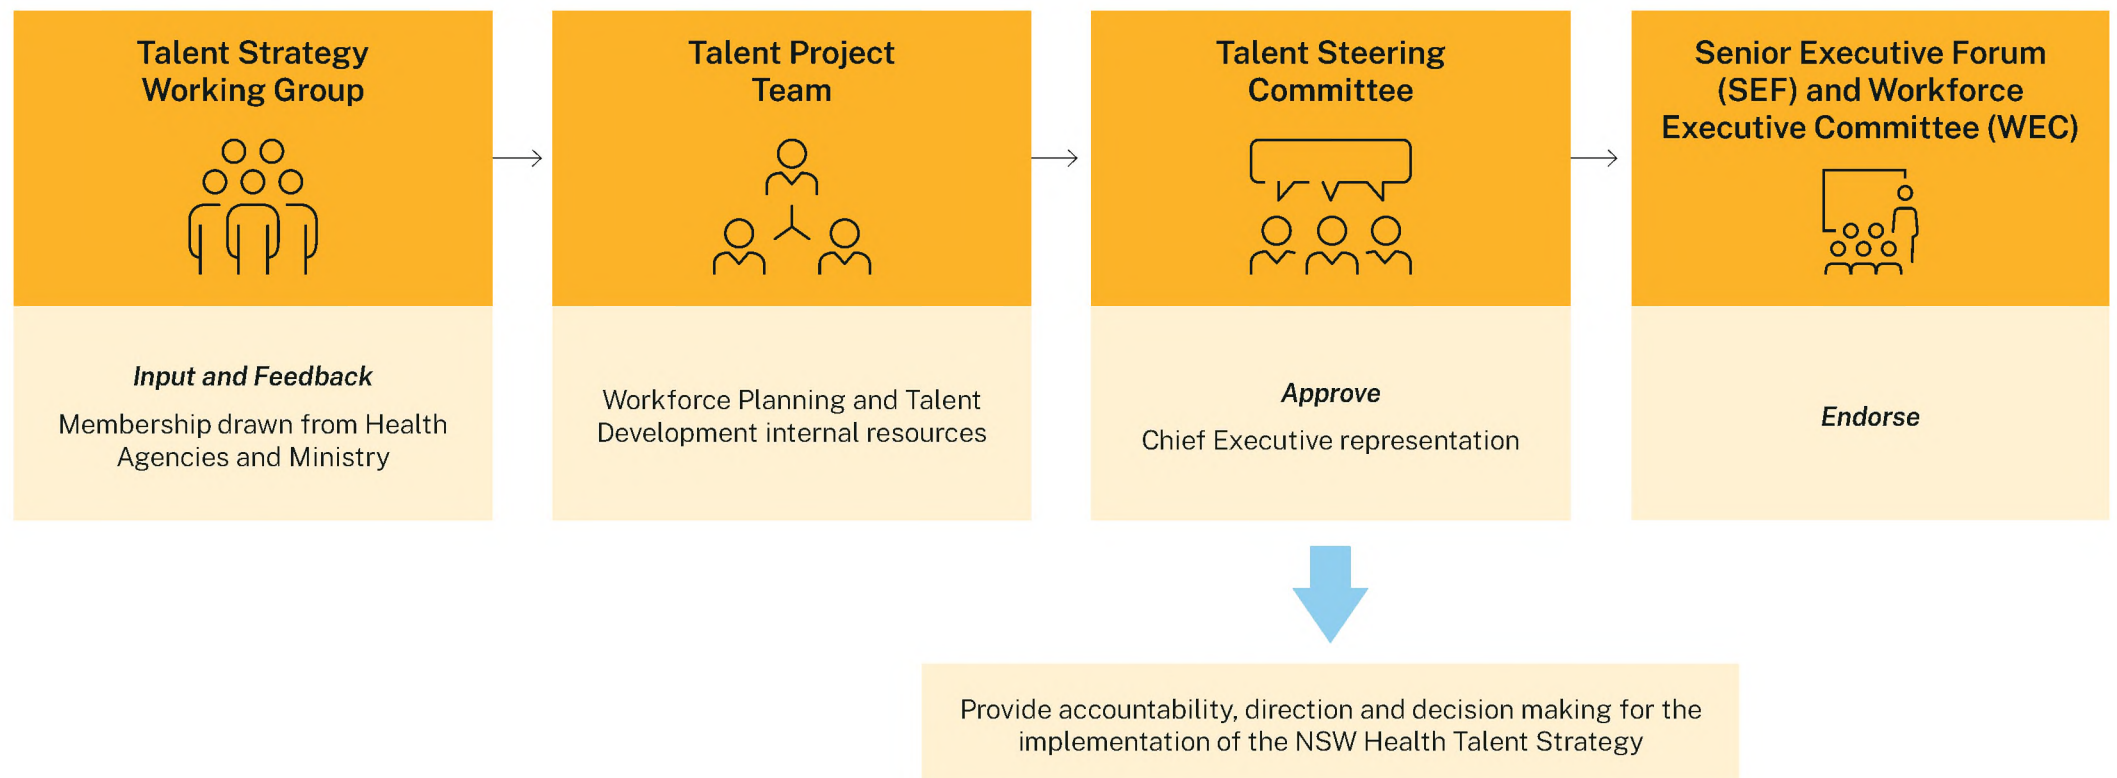 Talent Strategy
Working Group
Input and Feedback
Membership drawn from Health
Agencies and Ministry
Talent Project
Team
Workforce Planning and Talent
Development internal resources
Talent Steering
Committee
Approve
Chief Executive representation
Senior Executive Forum
(SEF) and Workforce
Executive Committee (WEC)
Endorse
Provide accountability, direction and decision making for the
implementation of the NSW Health Talent Strategy